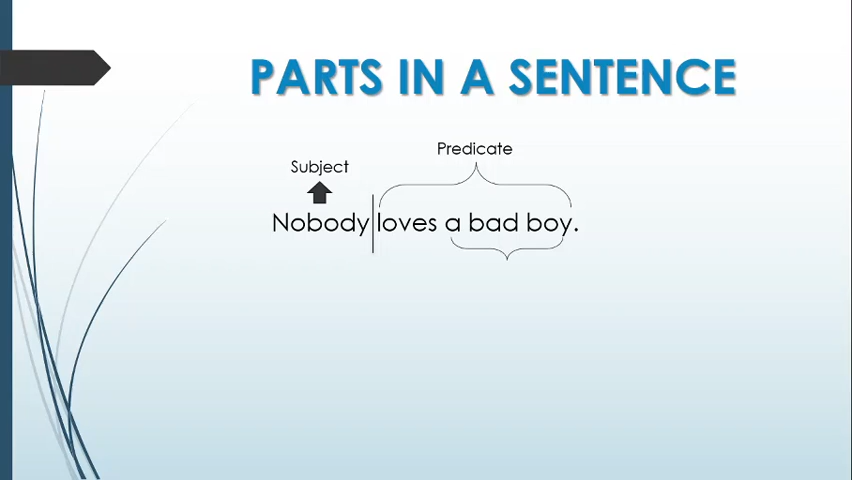 PARTS IN A SENTENCE
Predicate
Subject
Nobody loves a bad boy.